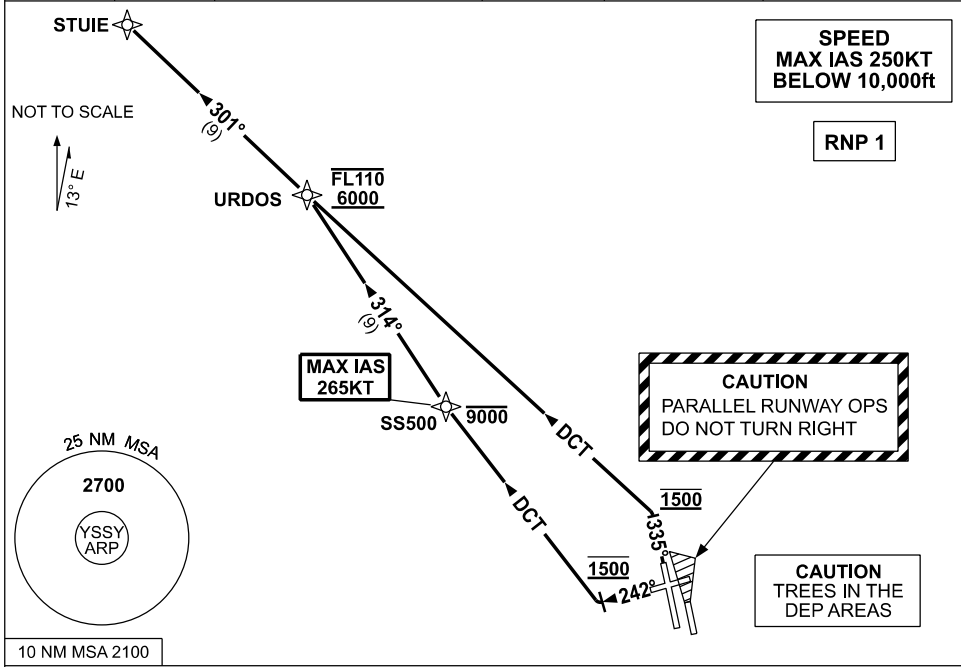 STUIE
SPEED
MAX IAS 250KT
BELOW 10,000ft
NOT TO SCALE
RNP 1
13° E
301°
(9)
URDOS
FL110
6000
314°
(9)
MAX IAS
265KT
SS500
9000
DCT
CAUTION
PARALLEL RUNWAY OPS
DO NOT TURN RIGHT
25 NM MSA
2700
YSSY
ARP
DCT
1500
335°
1500
242°
CAUTION
TREES IN THE
DEP AREAS
10 NM MSA 2100